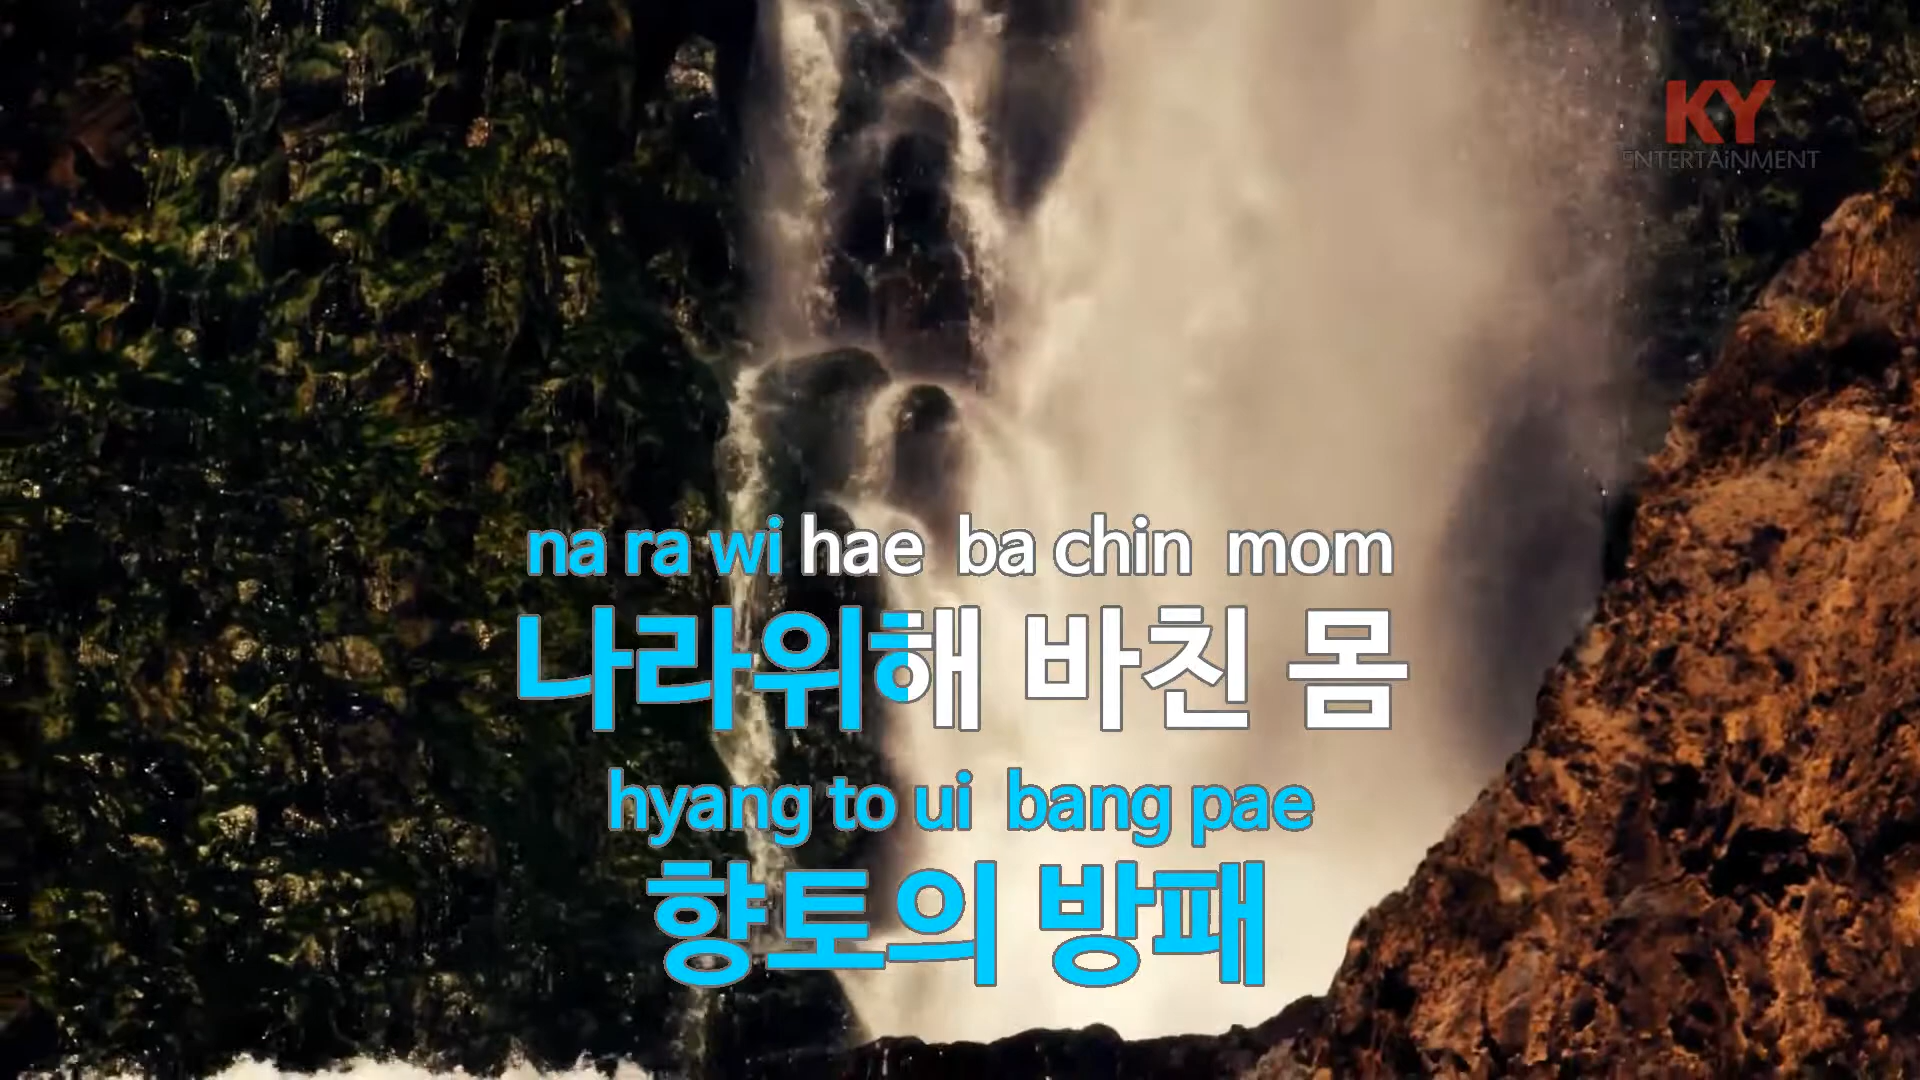 KY
ENTERTAiNMENT
na ra wi hae ba chin mom
나라위해 바친 몸
hyang to ui bang pae
향토의 방패